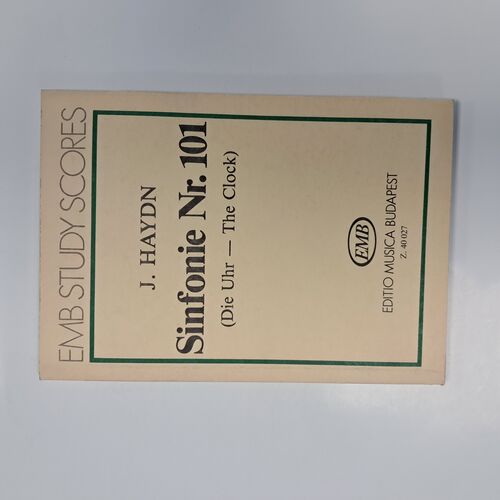 EMB STUDY SCORES
J. HAYDN
Sinfonie Nr. 101
(Die Uhr — The Clock)
EMB
EDITIO MUSICA BUDAPEST
Z. 40 027